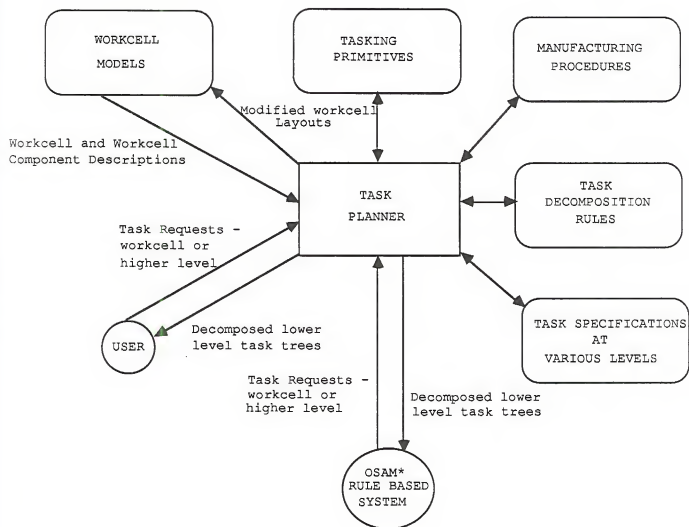 WORKCELL
MODELS
TASKING
PRIMITIVES
MANUFACTURING
PROCEDURES
Modified workcell
Layouts
Workcell and Workcell
Component Descriptions
TASK
PLANNER
TASK
DECOMPOSITION
RULES
Task Requests -
workcell or
higher level
USER
Decomposed lower
level task trees
TASK SPECIFICATIONS
AT
VARIOUS LEVELS
Task Requests -
workcell or
higher level
Decomposed lower
level task trees
OSAM*
RULE BASED
SYSTEM